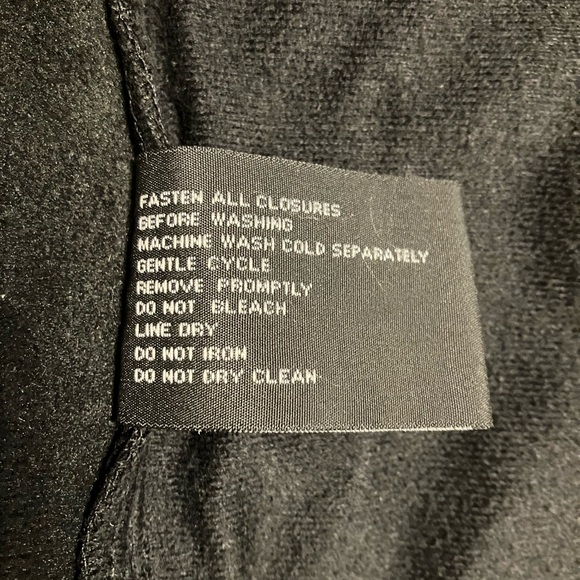 FASTEN ALL CLOSURES
BEFORE WASHING
MACHINE WASH COLD SEPARATELY
GENTLE CYCLE
REMOVE PROMPTLY
DO NOT BLEACH
LINE DRY
DO NOT IRON
DO NOT DRY CLEAN